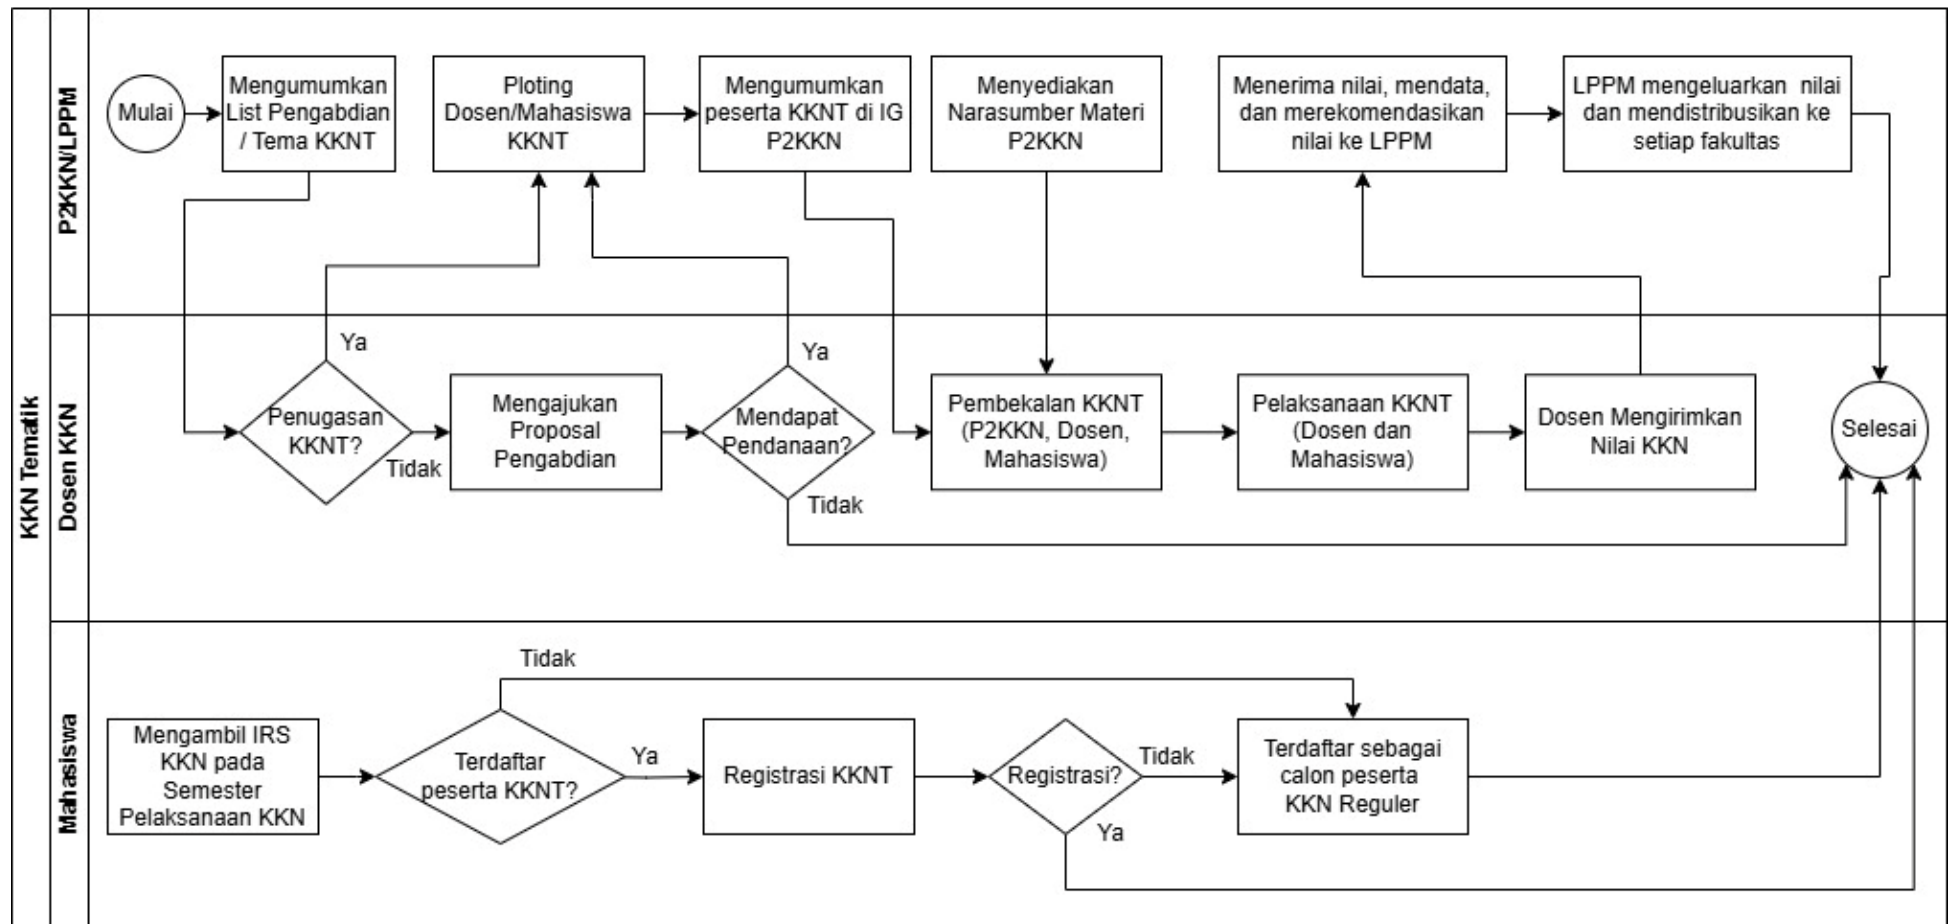 KKN Tematik
P2KKN/LPPM
Mulai
Mengumumkan
List Pengabdian
/ Tema KKNT
Ploting
Dosen/Mahasiswa
KKNT
Mengumumkan
peserta KKNT di IG
P2KKN
Menyediakan
Narasumber Materi
P2KKN
Menerima nilai, mendata,
dan merekomendasikan
nilai ke LPPM
LPPM mengeluarkan nilai
dan mendistribusikan ke
setiap fakultas
Dosen KKN
Ya
Penugasan
KKNT?
Tidak
Mengajukan
Proposal
Pengabdian
Ya
Mendapat
Pendanaan?
Tidak
Pembekalan KKNT
(P2KKN, Dosen,
Mahasiswa)
Pelaksanaan KKNT
(Dosen dan
Mahasiswa)
Dosen Mengirimkan
Nilai KKN
Selesai
Mahasiswa
Mengambil IRS
KKN pada
Semester
Pelaksanaan KKN
Tidak
Terdaftar
peserta KKNT?
Ya
Registrasi KKNT
Registrasi?
Tidak
Ya
Terdaftar sebagai
calon peserta
KKN Reguler